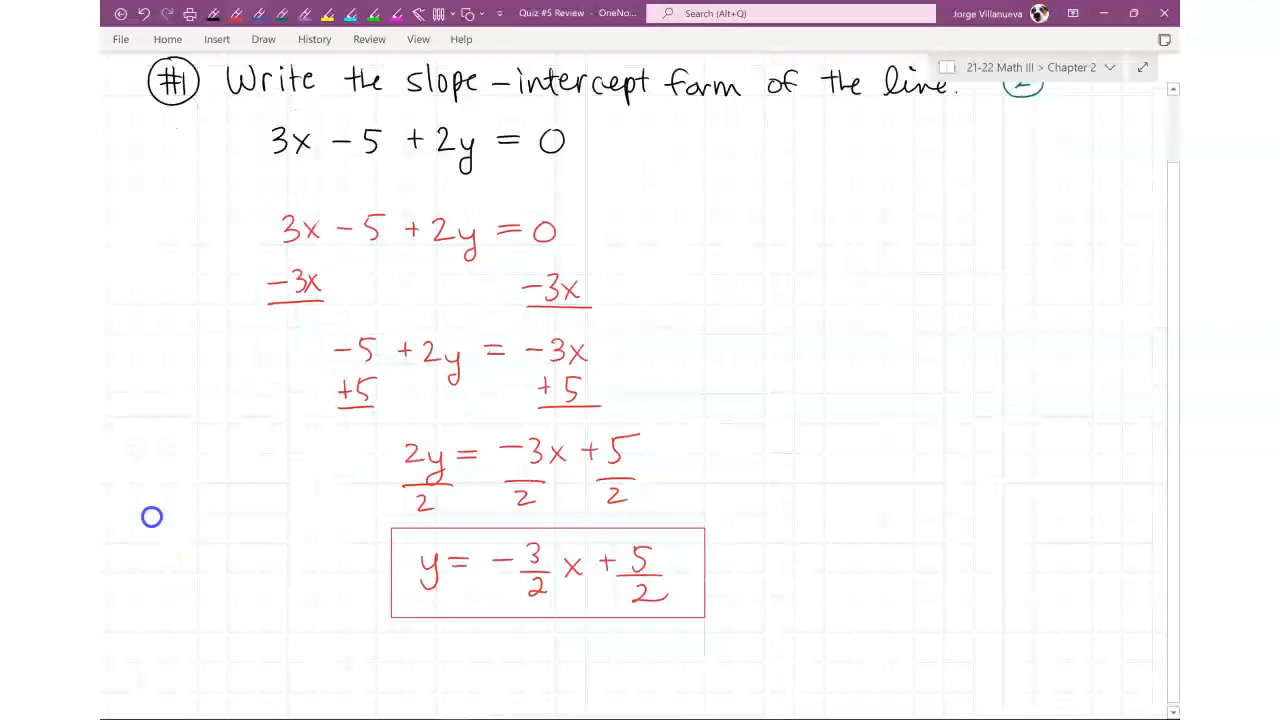 Quiz #5 Review - OneNo...
Search (Alt+Q)
Jorge Villanueva
File Home Insert Draw History Review View Help
21-22 Math III > Chapter 2
#1 Write the slope-intercept form of the line.
3x - 5 + 2y = 0
3x - 5 + 2y = 0
-3x -3x
-5 + 2y = -3x
+5 +5
2y = -3x + 5
2 2 2
y = -3/2 x + 5/2